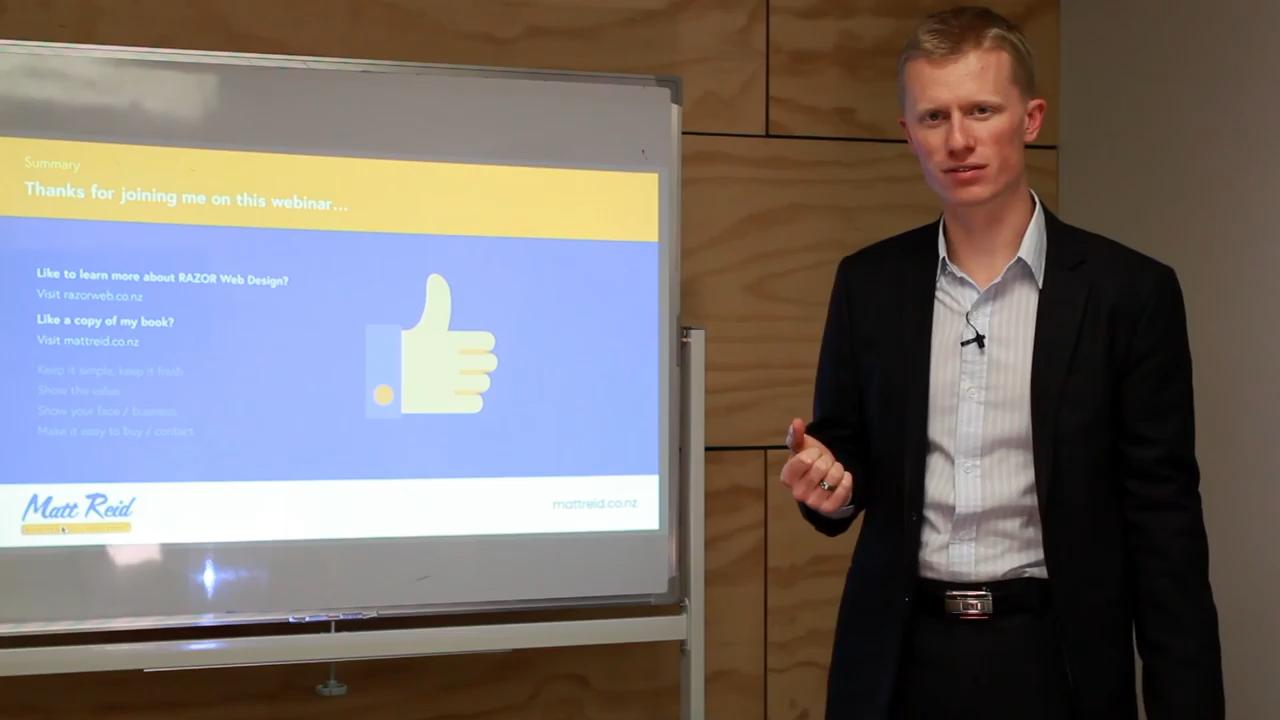 Summary
Thanks for joining me on this webinar...
Like to learn more about RAZOR Web Design?
Visit razorweb.co.nz
Like a copy of my book?
Visit mattreid.co.nz
Keep it simple, keep it fresh
Show the value
Show your face / business
Make it easy to buy / contact
Matt Reid
mattreid.co.nz